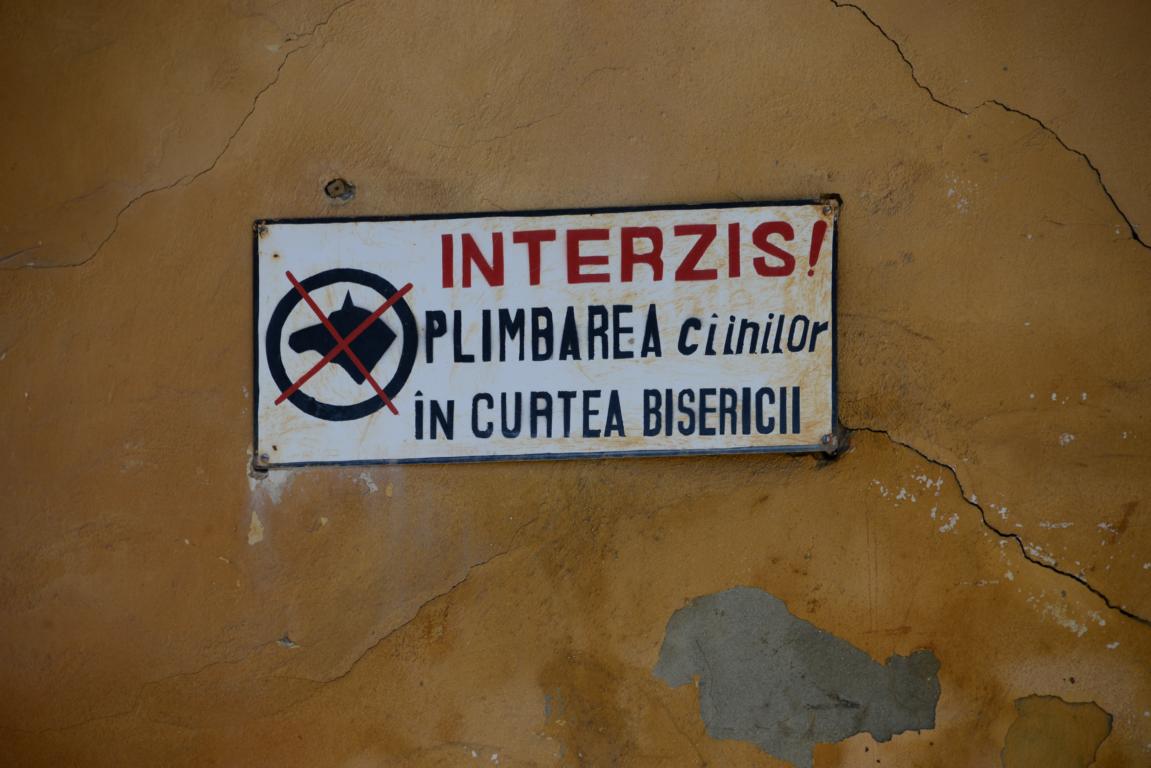 INTERZIS!
PLIMBAREA cîinilor
în CURTEA BISERICII